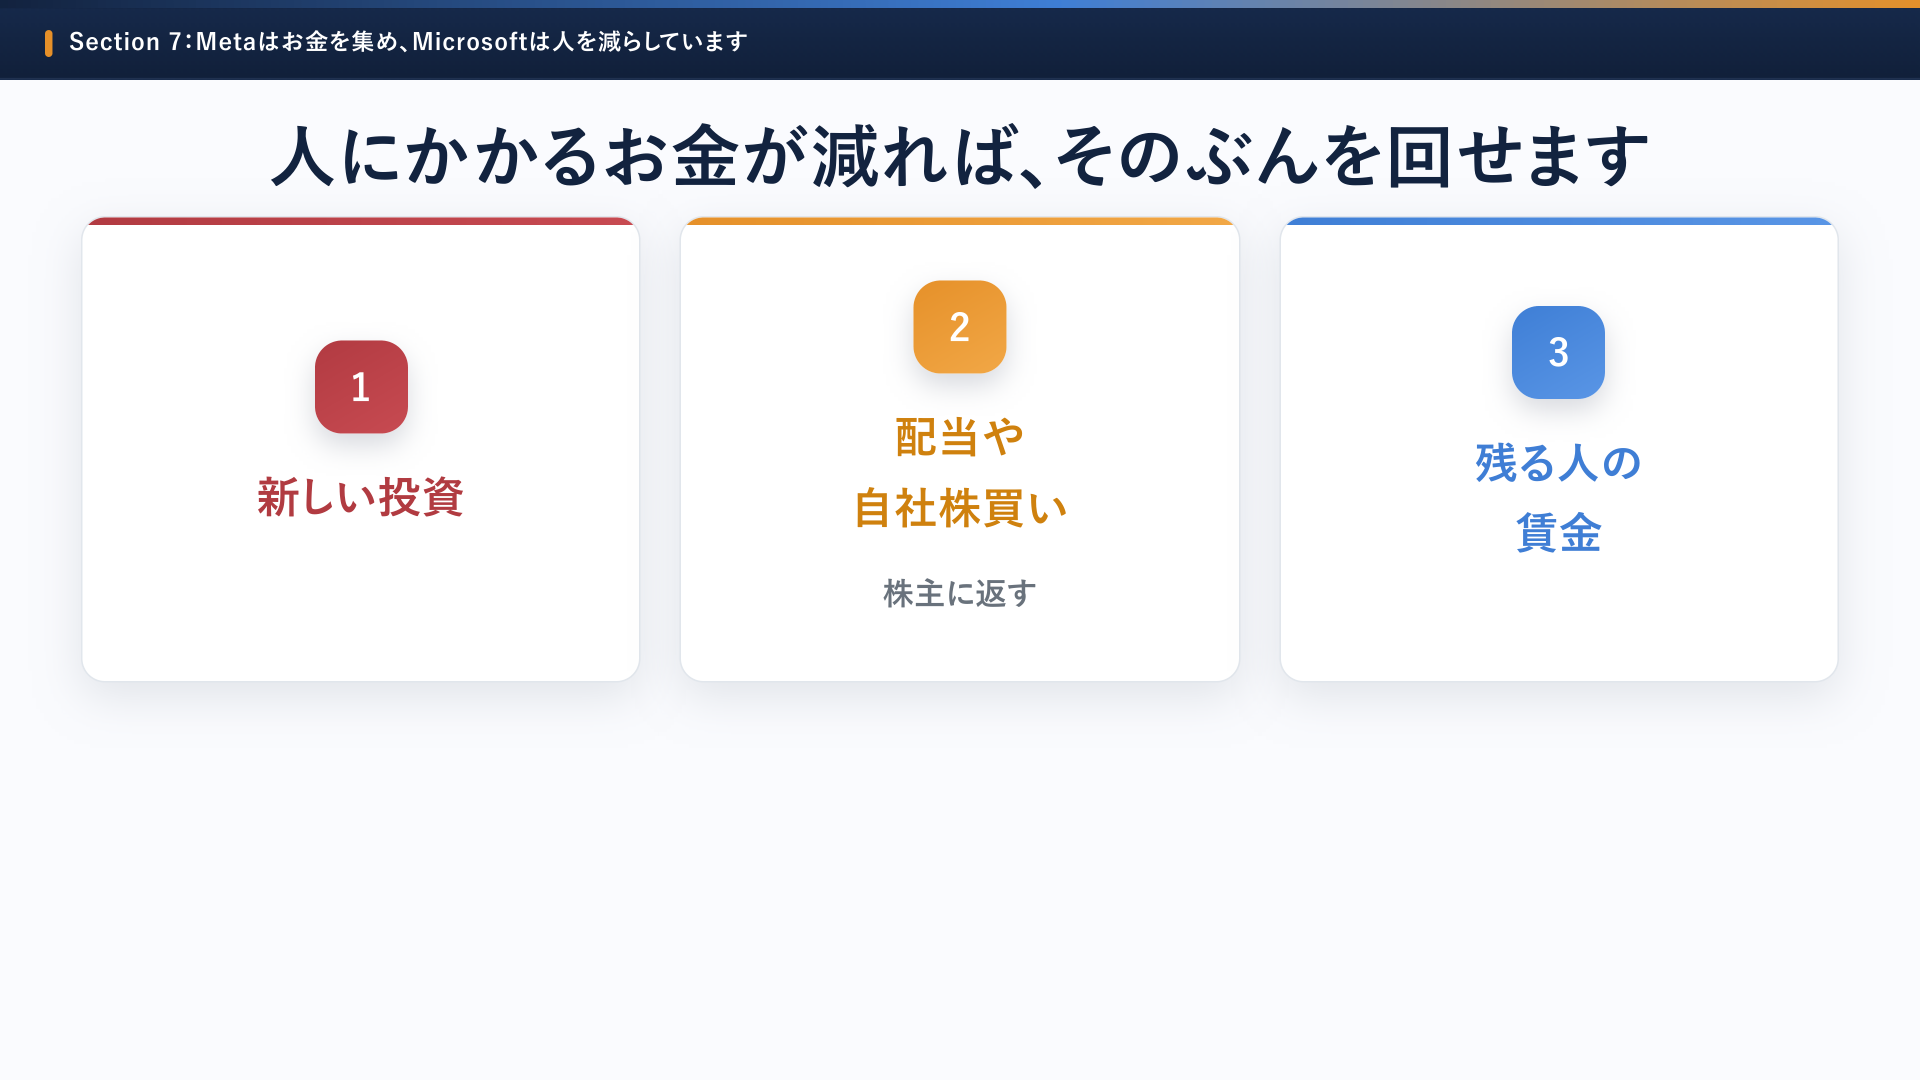 Section 7：Metaはお金を集め、Microsoftは人を減らしています
人にかかるお金が減れば、そのぶんを回せます
1
新しい投資
2
配当や
自社株買い
株主に返す
3
残る人の
賃金